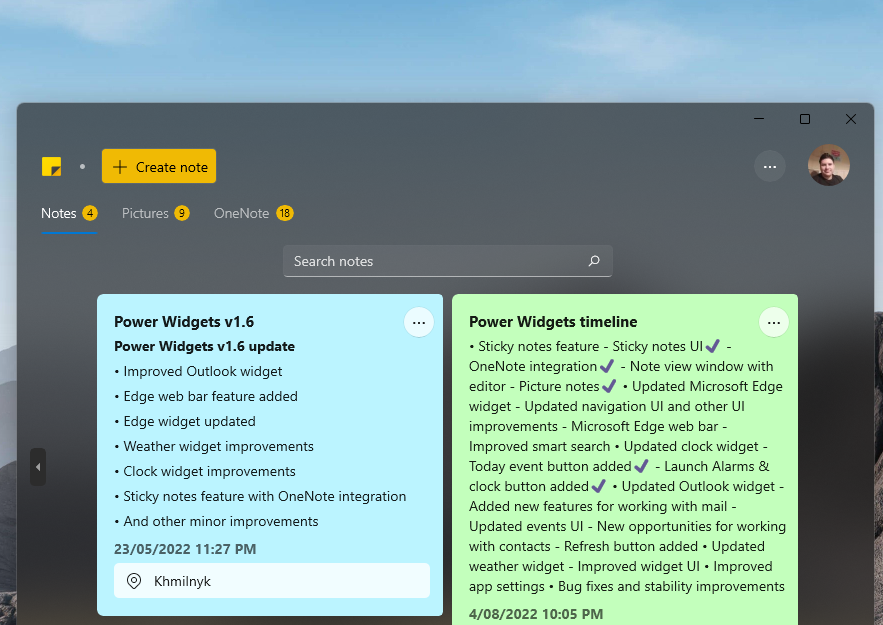 Create note
Notes 4 Pictures 9 OneNote 18
Search notes
Power Widgets v1.6
Power Widgets v1.6 update
• Improved Outlook widget
• Edge web bar feature added
• Edge widget updated
• Weather widget improvements
• Clock widget improvements
• Sticky notes feature with OneNote integration
• And other minor improvements
23/05/2022 11:27 PM
Khmilnyk
Power Widgets timeline
• Sticky notes feature - Sticky notes UI✔ -
OneNote integration✔ - Note view window with
editor - Picture notes✔ • Updated Microsoft Edge
widget - Updated navigation UI and other UI
improvements - Microsoft Edge web bar -
Improved smart search • Updated clock widget -
Today event button added✔ - Launch Alarms &
clock button added✔ • Updated Outlook widget -
Added new features for working with mail -
Updated events UI - New opportunities for working
with contacts - Refresh button added • Updated
weather widget - Improved widget UI • Improved
app settings • Bug fixes and stability improvements
4/08/2022 10:05 PM